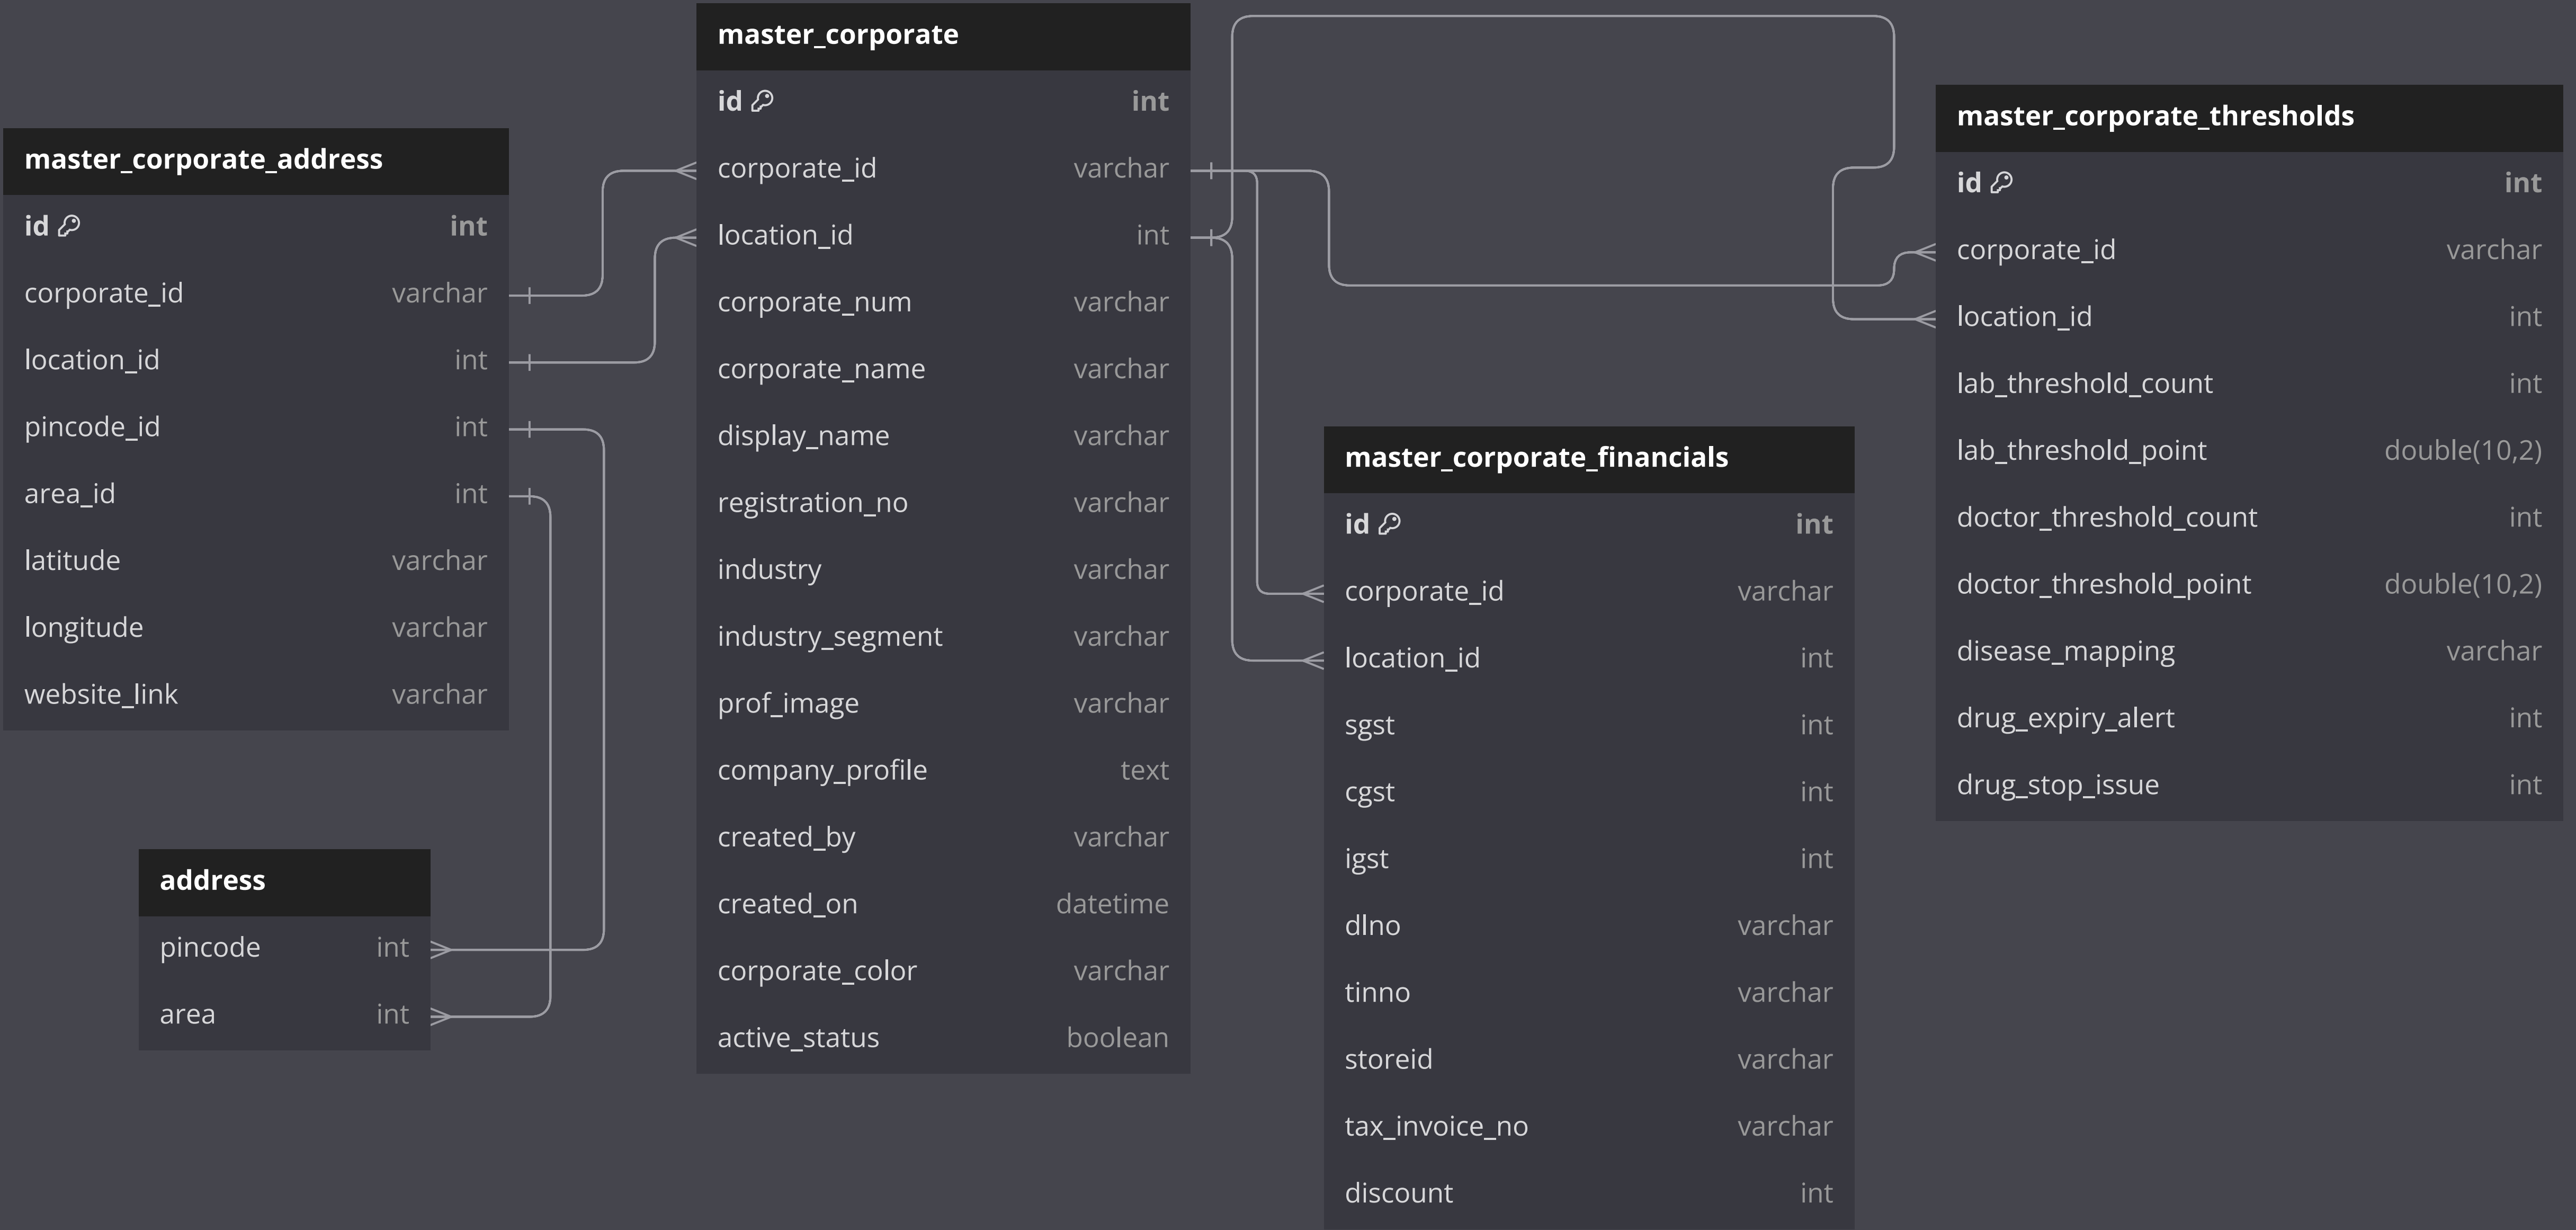 master_corporate_address
id int
corporate_id varchar
location_id int
pincode_id int
area_id int
latitude varchar
longitude varchar
website_link varchar
address
pincode int
area int
master_corporate
id int
corporate_id varchar
location_id int
corporate_num varchar
corporate_name varchar
display_name varchar
registration_no varchar
industry varchar
industry_segment varchar
prof_image varchar
company_profile text
created_by varchar
created_on datetime
corporate_color varchar
active_status boolean
master_corporate_financials
id int
corporate_id varchar
location_id int
sgst int
cgst int
igst int
dlno varchar
tinno varchar
storeid varchar
tax_invoice_no varchar
discount int
master_corporate_thresholds
id int
corporate_id varchar
location_id int
lab_threshold_count int
lab_threshold_point double(10,2)
doctor_threshold_count int
doctor_threshold_point double(10,2)
disease_mapping varchar
drug_expiry_alert int
drug_stop_issue int